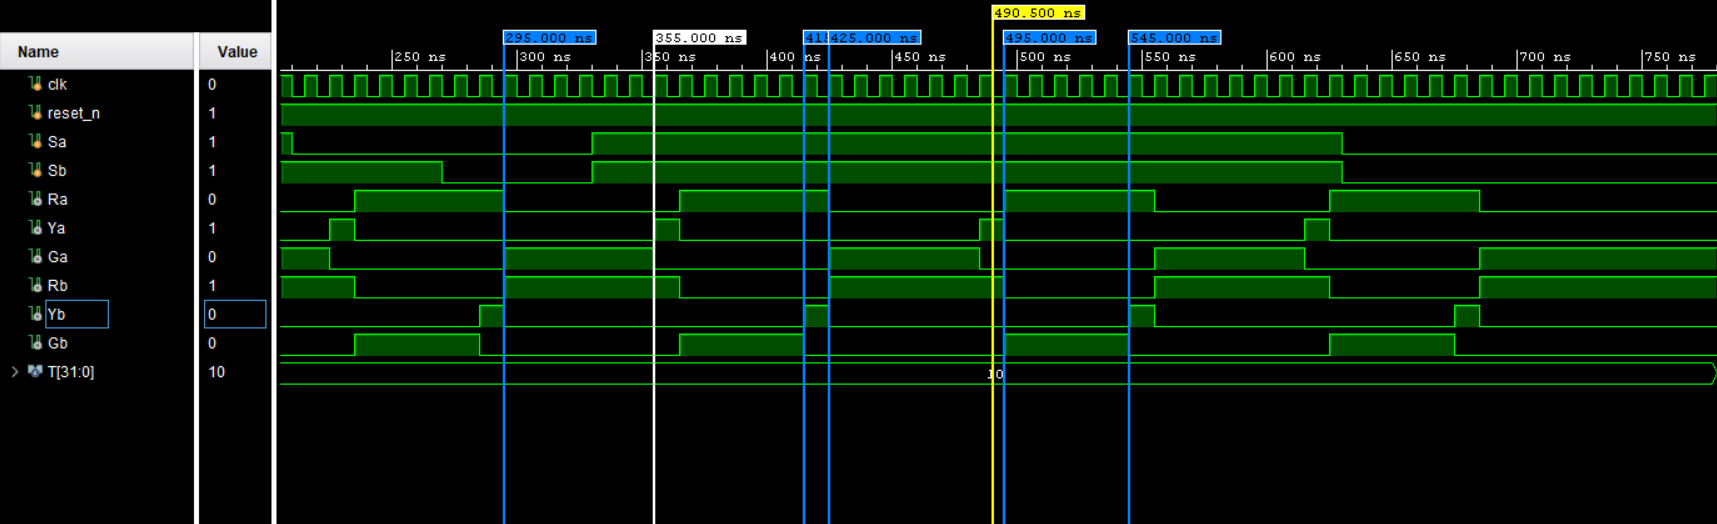 490.500 ns
295.000 ns 355.000 ns 415 425.000 ns 495.000 ns 545.000 ns
Name Value
250 ns 300 ns 350 ns 400 ns 450 ns 500 ns 550 ns 600 ns 650 ns 700 ns 750 ns
clk 0
reset_n 1
Sa 1
Sb 1
Ra 0
Ya 1
Ga 0
Rb 1
Yb 0
Gb 0
T[31:0] 10 10